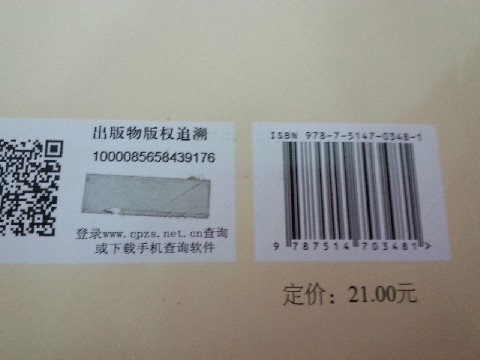 出版物版权追溯
1000085658439176
登录www.cpzs.net.cn查询
或下载手机查询软件
ISBN 978-7-5147-0348-1
9 787514 703481 >
定价：21.00元